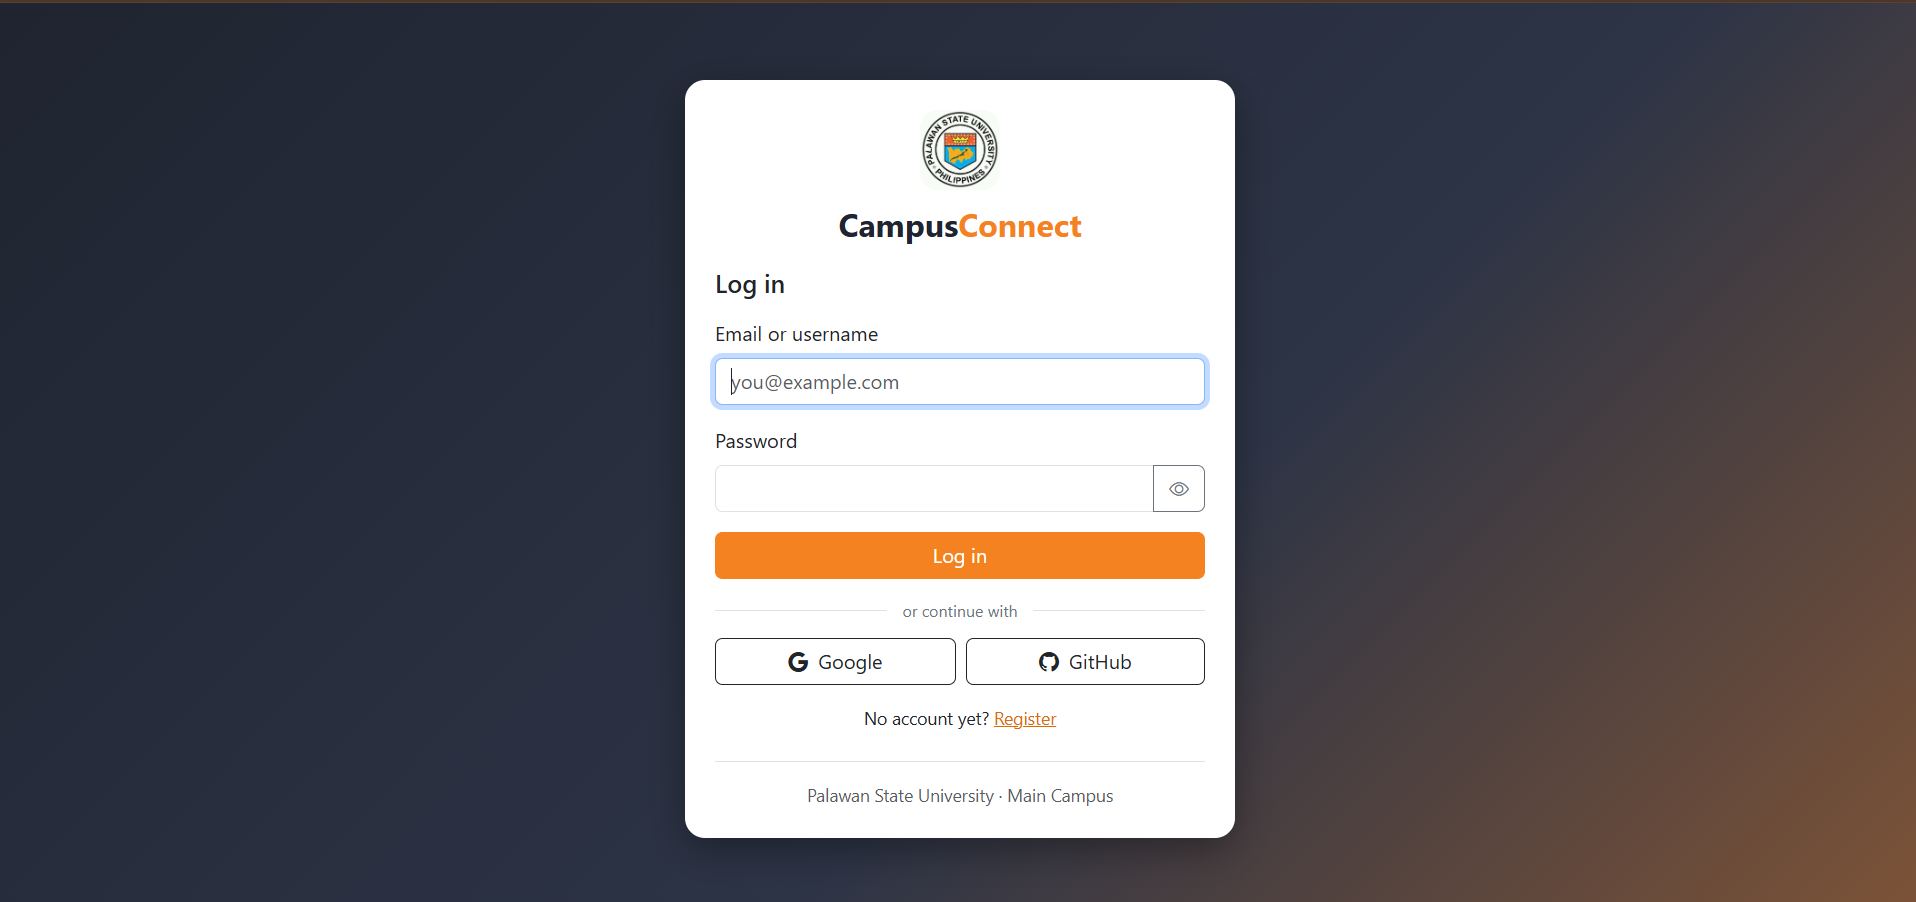 PALAWAN STATE UNIVERSITY
PHILIPPINES
CampusConnect
Log in
Email or username
you@example.com
Password
Log in
or continue with
Google GitHub
No account yet? Register
Palawan State University · Main Campus